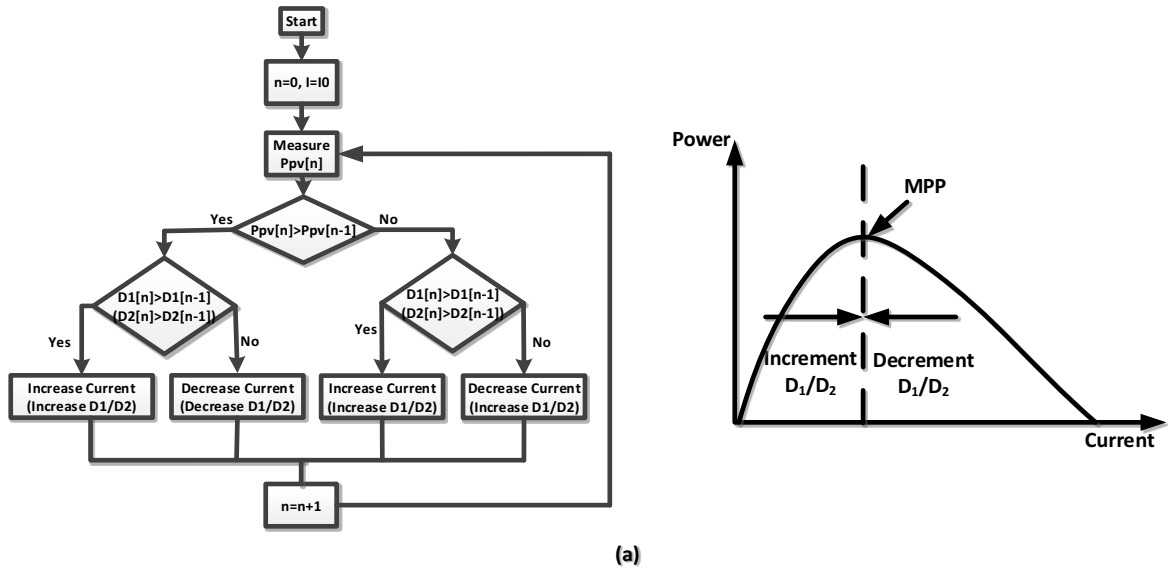 Start
n=0, I=I0
Measure
Ppv[n]
Yes
No
Ppv[n]>Ppv[n-1]
D1[n]>D1[n-1]
(D2[n]>D2[n-1])
D1[n]>D1[n-1]
(D2[n]>D2[n-1])
Yes
No
Yes
No
Increase Current
(Increase D1/D2)
Decrease Current
(Decrease D1/D2)
Increase Current
(Increase D1/D2)
Decrease Current
(Increase D1/D2)
n=n+1
Power
MPP
Increment
D1/D2
Decrement
D1/D2
Current
(a)